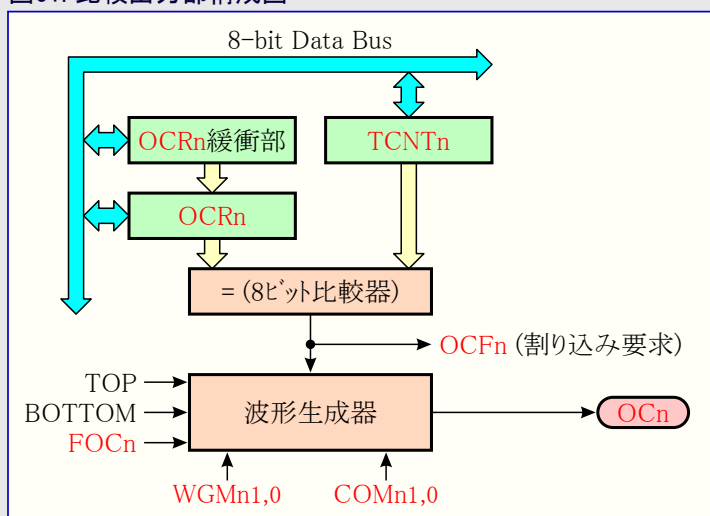 8-bit Data Bus
OCRn緩衝部
TCNTn
OCRn
= (8ﾋﾞｯﾄ比較器)
OCFn (割り込み要求)
TOP
BOTTOM
FOCn
波形生成器
OCn
WGMn1,0
COMn1,0